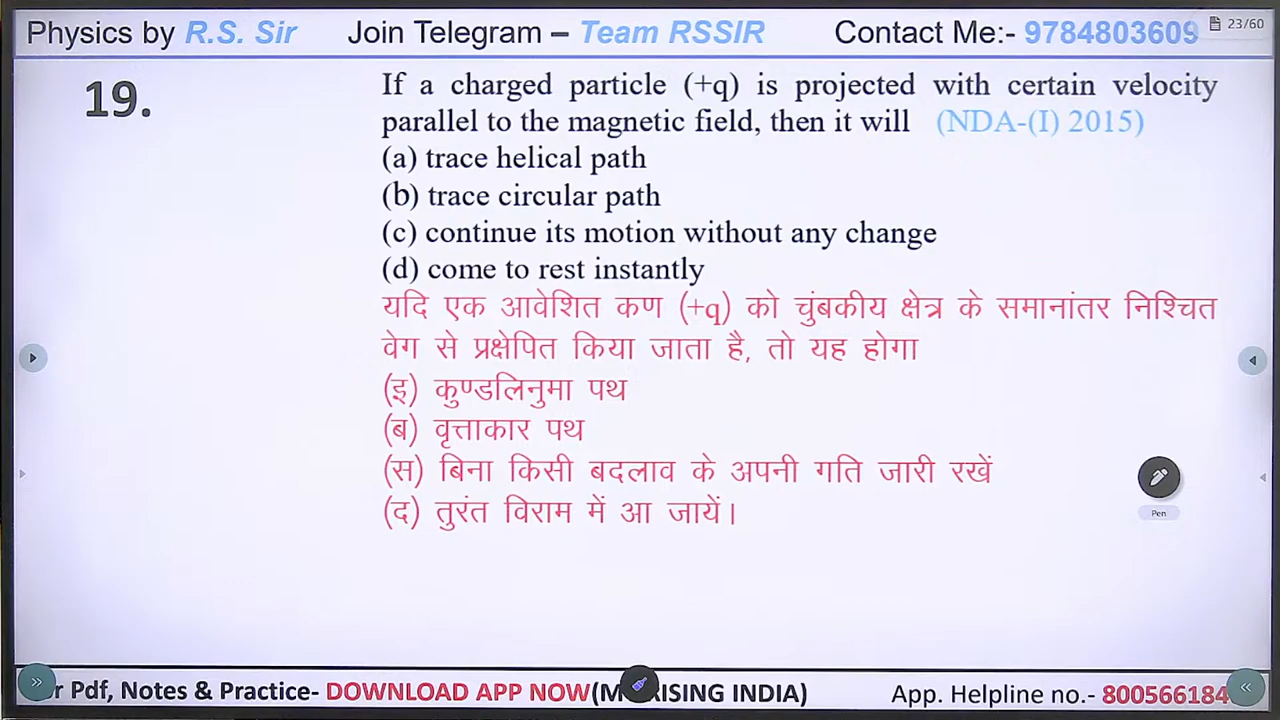 Physics by R.S. Sir Join Telegram – Team RSSIR Contact Me:- 9784803609 23/60
19.
If a charged particle (+q) is projected with certain velocity
parallel to the magnetic field, then it will (NDA-(I) 2015)
(a) trace helical path
(b) trace circular path
(c) continue its motion without any change
(d) come to rest instantly
यदि एक आवेशित कण (+q) को चुंबकीय क्षेत्र के समानांतर निश्चित
वेग से प्रक्षेपित किया जाता है, तो यह होगा
(इ) कुण्डलिनुमा पथ
(ब) वृत्ताकार पथ
(स) बिना किसी बदलाव के अपनी गति जारी रखें
(द) तुरंत विराम में आ जायें।
Pen
r Pdf, Notes & Practice- DOWNLOAD APP NOW( RISING INDIA) App. Helpline no.- 800566184